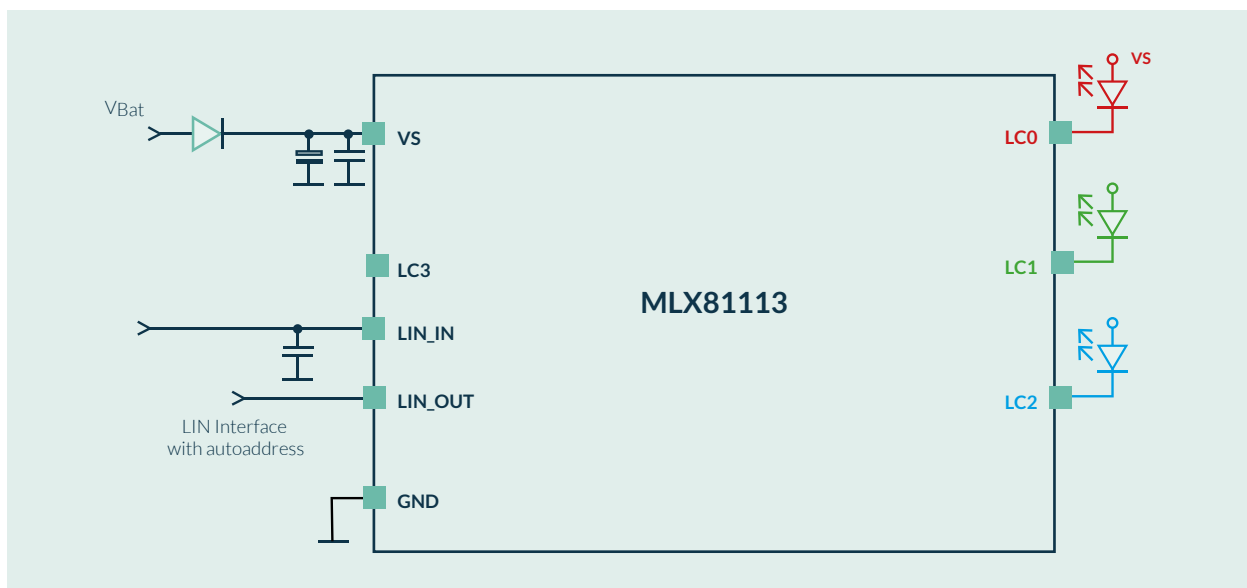 VS
VBat
VS
LC0
LC3
LC1
MLX81113
LIN_IN
LIN_OUT
LC2
LIN Interface
with autoaddress
GND